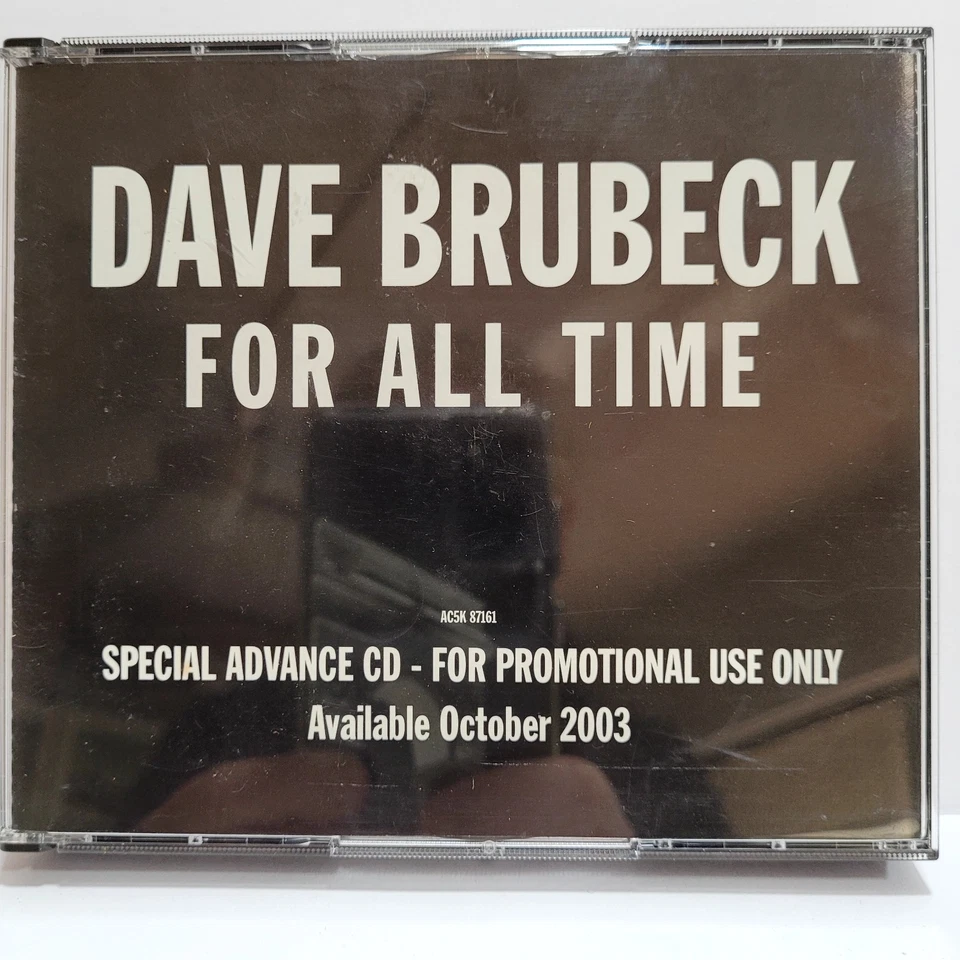 DAVE BRUBECK
FOR ALL TIME
AC5K 87161
SPECIAL ADVANCE CD - FOR PROMOTIONAL USE ONLY
Available October 2003